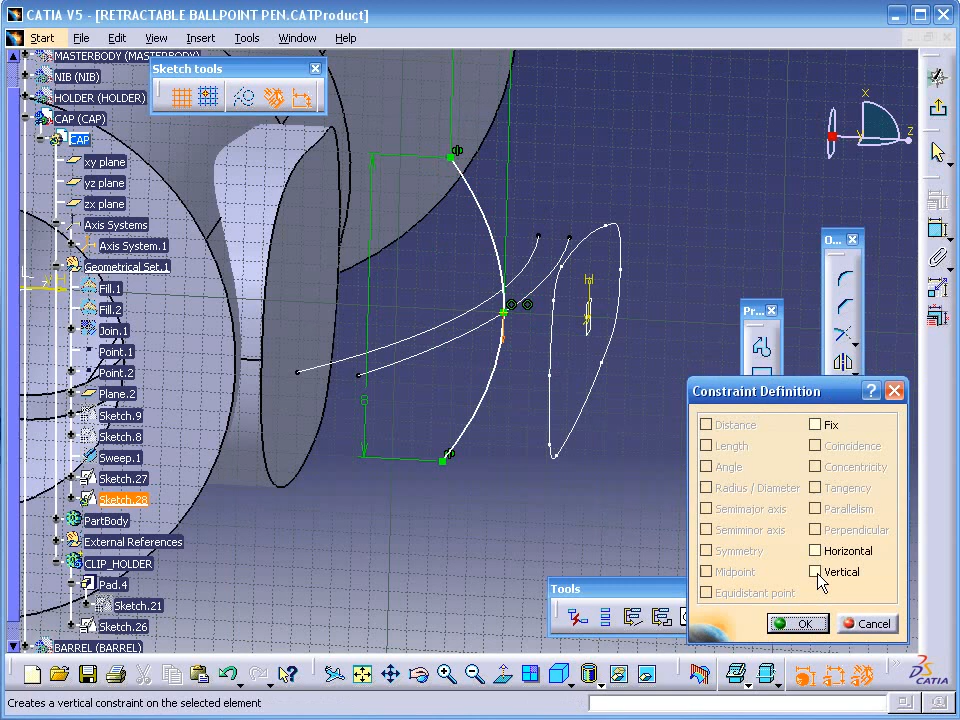 CATIA V5 - [RETRACTABLE BALLPOINT PEN.CATProduct]
Start File Edit View Insert Tools Window Help
MASTERBODY (MASTERBODY)
NIB (NIB)
HOLDER (HOLDER)
CAP (CAP)
CAP
xy plane
yz plane
zx plane
Axis Systems
Axis System.1
Geometrical Set.1
Fill.1
Fill.2
Join.1
Point.1
Point.2
Plane.2
Sketch.9
Sketch.8
Sweep.1
Sketch.27
Sketch.28
PartBody
External References
CLIP_HOLDER
Pad.4
Sketch.21
Sketch.26
BARREL (BARREL)
Sketch tools
8
H
x
y
z
O...
Pr...
Tools
Constraint Definition
Distance Fix
Length Coincidence
Angle Concentricity
Radius / Diameter Tangency
Semimajor axis Parallelism
Semiminor axis Perpendicular
Symmetry Horizontal
Midpoint Vertical
Equidistant point
OK Cancel
CATIA
Creates a vertical constraint on the selected element